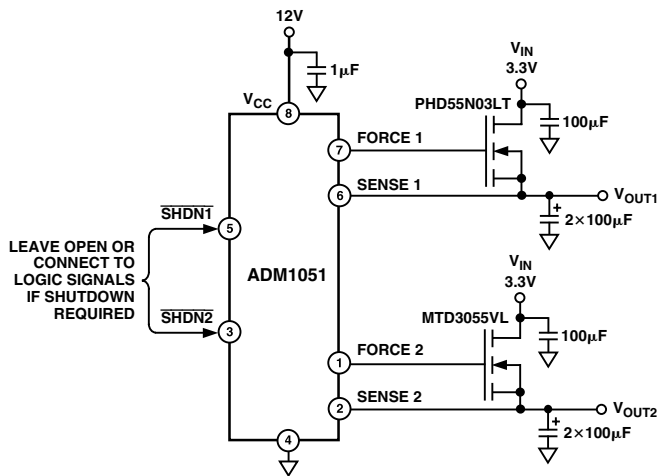 12V
1µF
VCC
8
VIN
3.3V
PHD55N03LT
100µF
7
FORCE 1
6
SENSE 1
VOUT1
2×100µF
SHDN1
5
LEAVE OPEN OR
CONNECT TO
LOGIC SIGNALS
IF SHUTDOWN
REQUIRED
ADM1051
SHDN2
3
VIN
3.3V
MTD3055VL
100µF
1
FORCE 2
2
SENSE 2
VOUT2
2×100µF
4
+
+